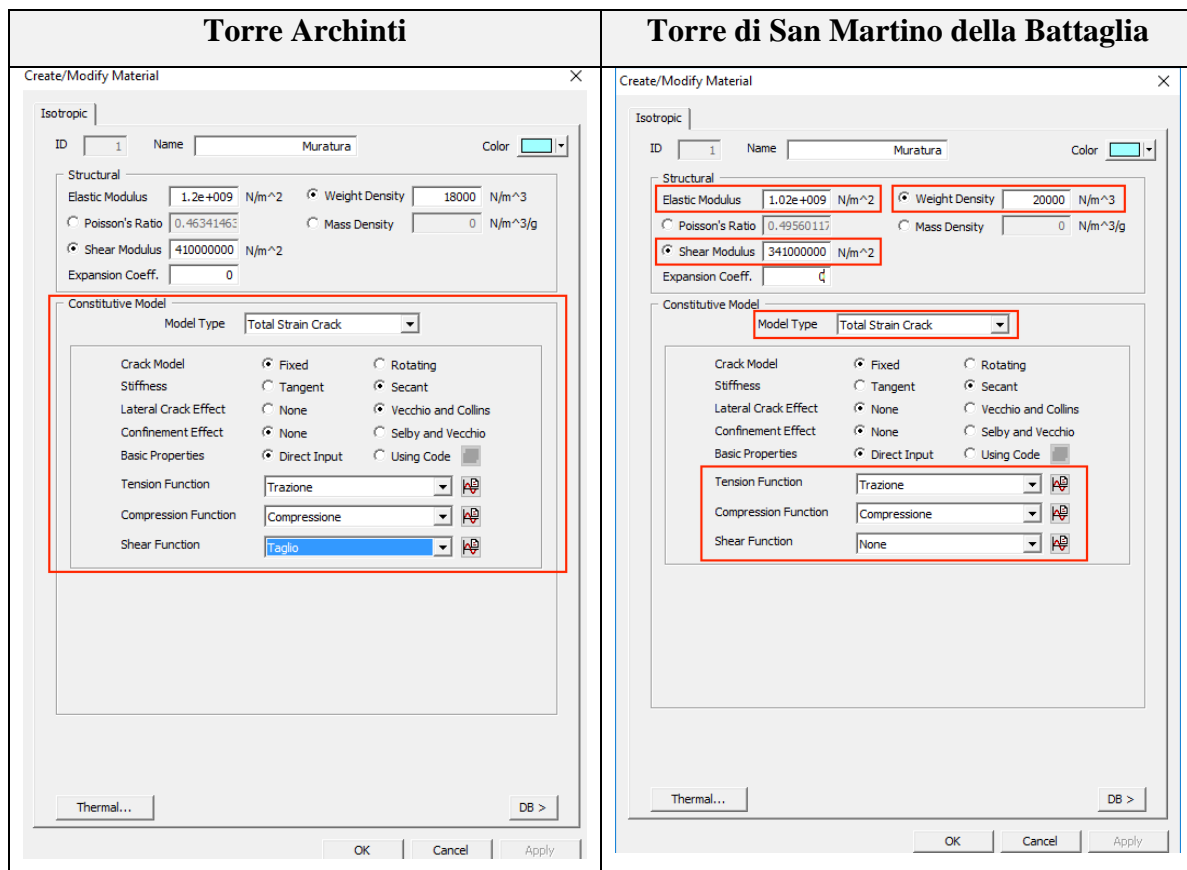 Torre Archinti
Create/Modify Material
Isotropic
ID 1 Name Muratura Color
Structural
Elastic Modulus 1.2e+009 N/m^2 Weight Density 18000 N/m^3
Poisson's Ratio 0.46341463 Mass Density 0 N/m^3/g
Shear Modulus 410000000 N/m^2
Expansion Coeff. 0
Constitutive Model
Model Type Total Strain Crack
Crack Model Fixed Rotating
Stiffness Tangent Secant
Lateral Crack Effect None Vecchio and Collins
Confinement Effect None Selby and Vecchio
Basic Properties Direct Input Using Code
Tension Function Trazione
Compression Function Compressione
Shear Function Taglio
Thermal... DB >
OK Cancel Apply
Torre di San Martino della Battaglia
Create/Modify Material
Isotropic
ID 1 Name Muratura Color
Structural
Elastic Modulus 1.02e+009 N/m^2 Weight Density 20000 N/m^3
Poisson's Ratio 0.49560117 Mass Density 0 N/m^3/g
Shear Modulus 341000000 N/m^2
Expansion Coeff. 0
Constitutive Model
Model Type Total Strain Crack
Crack Model Fixed Rotating
Stiffness Tangent Secant
Lateral Crack Effect None Vecchio and Collins
Confinement Effect None Selby and Vecchio
Basic Properties Direct Input Using Code
Tension Function Trazione
Compression Function Compressione
Shear Function None
Thermal... DB >
OK Cancel Apply